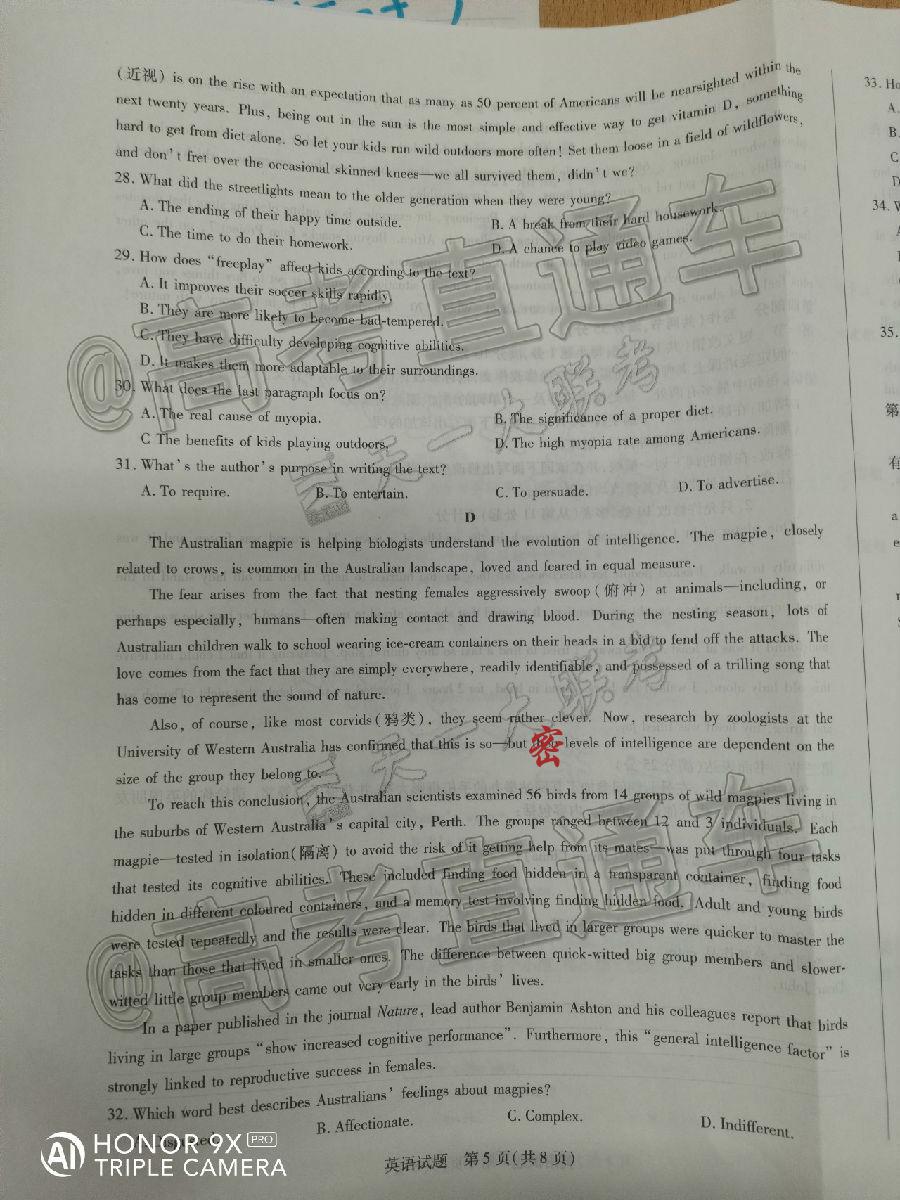 (近视) is on the rise with an expectation that as many as 50 percent of Americans will be nearsighted within the
next twenty years. Plus, being out in the sun is the most simple and effective way to get vitamin D, something
hard to get from diet alone. So let your kids run wild outdoors more often! Set them loose in a field of wildflowers,
and don't fret over the occasional skinned knees—we all survived them, didn't we?
28. What did the streetlights mean to the older generation when they were young?
A. The ending of their happy time outside. B. A break from their hard housework.
C. The time to do their homework. D. A chance to play video games.
29. How does "freeplay" affect kids according to the text?
A. It improves their soccer skills rapidly.
B. They are more likely to become bad-tempered.
C. They have difficulty developing cognitive abilities.
D. It makes them more adaptable to their surroundings.
30. What does the last paragraph focus on?
A. The real cause of myopia. B. The significance of a proper diet.
C The benefits of kids playing outdoors. D. The high myopia rate among Americans.
31. What's the author's purpose in writing the text?
A. To require. B. To entertain. C. To persuade. D. To advertise.
D
The Australian magpie is helping biologists understand the evolution of intelligence. The magpie, closely
related to crows, is common in the Australian landscape, loved and feared in equal measure.
The fear arises from the fact that nesting females aggressively swoop(俯冲) at animals—including, or
perhaps especially, humans—often making contact and drawing blood. During the nesting season, lots of
Australian children walk to school wearing ice-cream containers on their heads in a bid to fend off the attacks. The
love comes from the fact that they are simply everywhere, readily identifiable, and possessed of a trilling song that
has come to represent the sound of nature.
Also, of course, like most corvids(鸦类), they seem rather clever. Now, research by zoologists at the
University of Western Australia has confirmed that this is so—but levels of intelligence are dependent on the
size of the group they belong to.
To reach this conclusion, the Australian scientists examined 56 birds from 14 groups of wild magpies living in
the suburbs of Western Australia's capital city, Perth. The groups ranged between 12 and 3 individuals. Each
magpie—tested in isolation(隔离) to avoid the risk of it getting help from its mates—was put through four tasks
that tested its cognitive abilities. These included finding food hidden in a transparent container, finding food
hidden in different coloured containers, and a memory test involving finding hidden food. Adult and young birds
were tested repeatedly and the results were clear. The birds that lived in larger groups were quicker to master the
tasks than those that lived in smaller ones. The difference between quick-witted big group members and slower-
witted little group members came out very early in the birds' lives.
In a paper published in the journal Nature, lead author Benjamin Ashton and his colleagues report that birds
living in large groups "show increased cognitive performance". Furthermore, this "general intelligence factor" is
strongly linked to reproductive success in females.
32. Which word best describes Australians' feelings about magpies?
B. Affectionate. C. Complex. D. Indifferent.
英语试题 第5页(共8页)
33. Ho
A.
B.
C
D
34. W
A
35.
第
有
a
@高考直通车
天一大联考
天一大联考
@高考直通车
密
HONOR 9X PRO
TRIPLE CAMERA